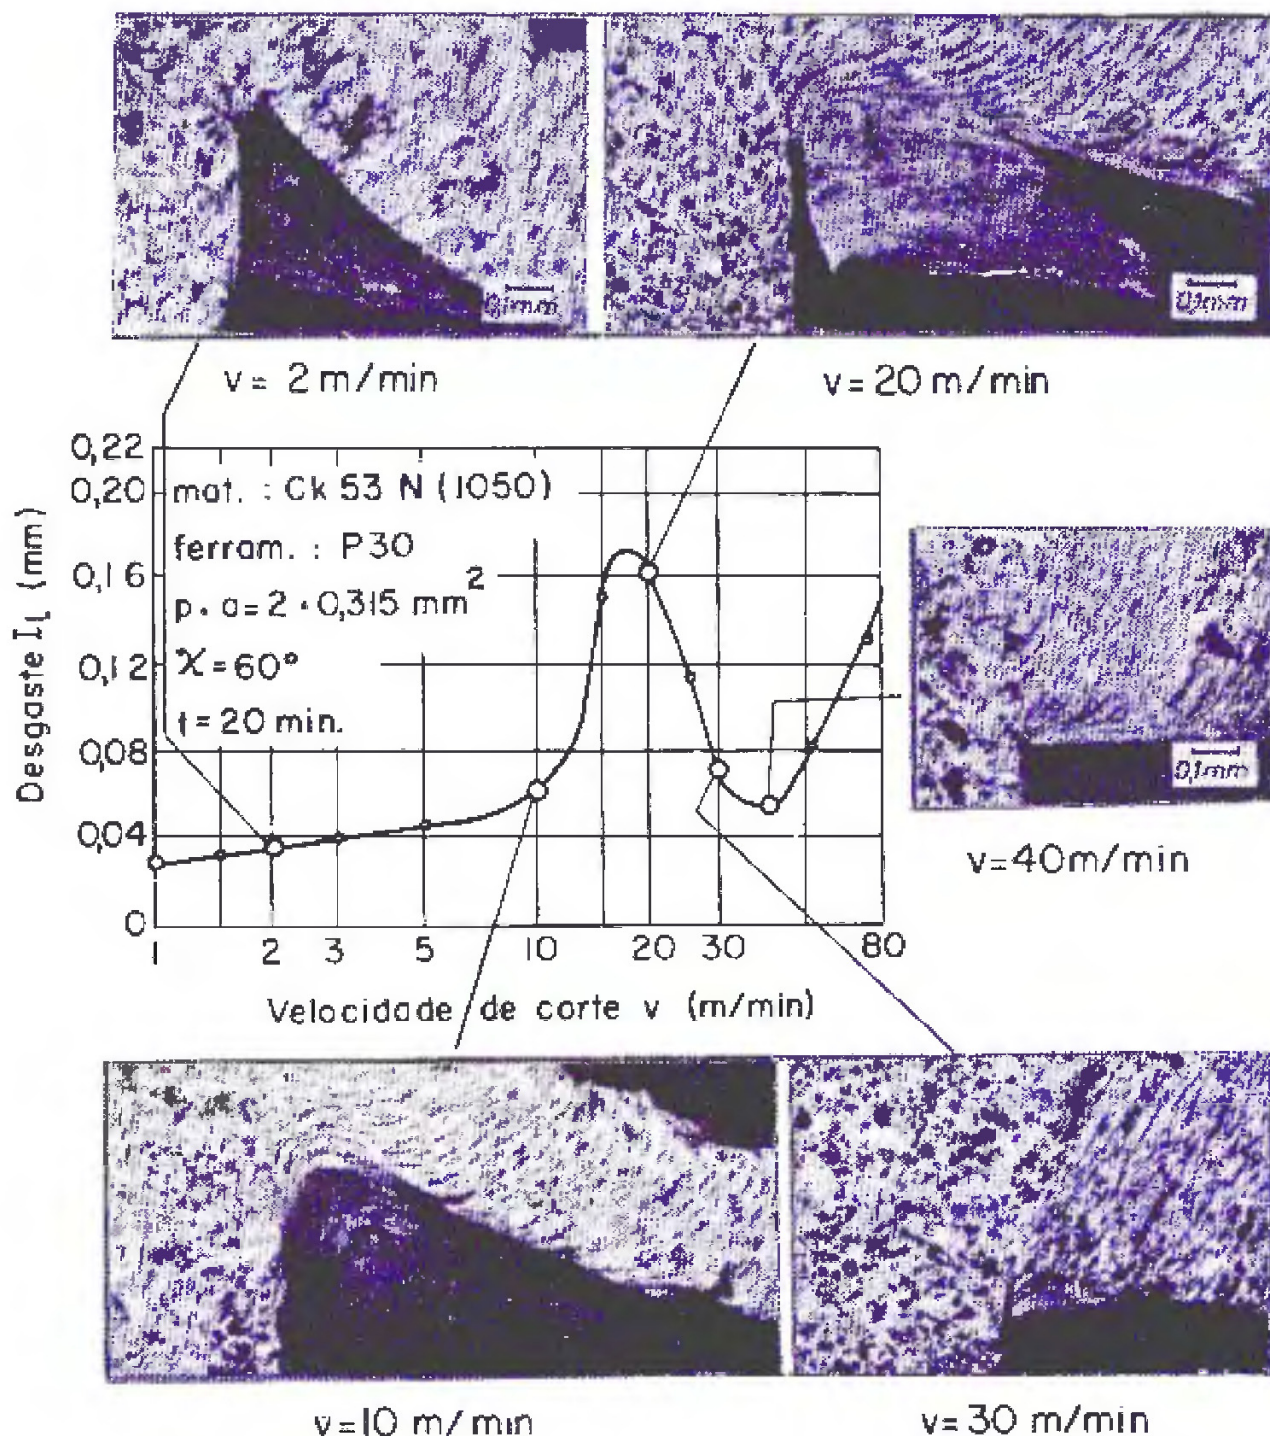 0,1mm
0,1mm
v= 2 m/min
v=20 m/min
0,22
0,20
0,16
0,12
0,08
0,04
0
Desgaste I_L (mm)
mat. : Ck 53 N (1050)
ferram. : P30
p · a=2 · 0,315 mm²
χ=60°
t=20 min.
0,1mm
v=40m/min
1 2 3 5 10 20 30 80
Velocidade de corte v (m/min)
v=10 m/min
v=30 m/min